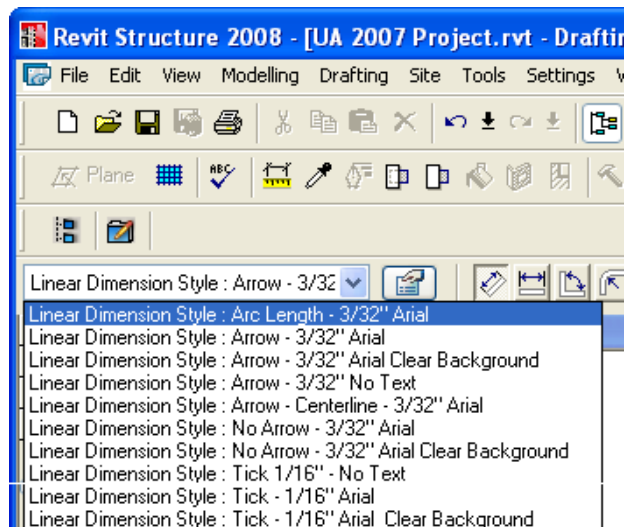 Revit Structure 2008 - [UA 2007 Project.rvt - Drafti
File Edit View Modelling Drafting Site Tools Settings
Plane ABC
Linear Dimension Style : Arrow - 3/32
Linear Dimension Style : Arc Length - 3/32" Arial
Linear Dimension Style : Arrow - 3/32" Arial
Linear Dimension Style : Arrow - 3/32" Arial Clear Background
Linear Dimension Style : Arrow - 3/32" No Text
Linear Dimension Style : Arrow - Centerline - 3/32" Arial
Linear Dimension Style : No Arrow - 3/32" Arial
Linear Dimension Style : No Arrow - 3/32" Arial Clear Background
Linear Dimension Style : Tick 1/16" - No Text
Linear Dimension Style : Tick - 1/16" Arial
Linear Dimension Style : Tick - 1/16" Arial Clear Background